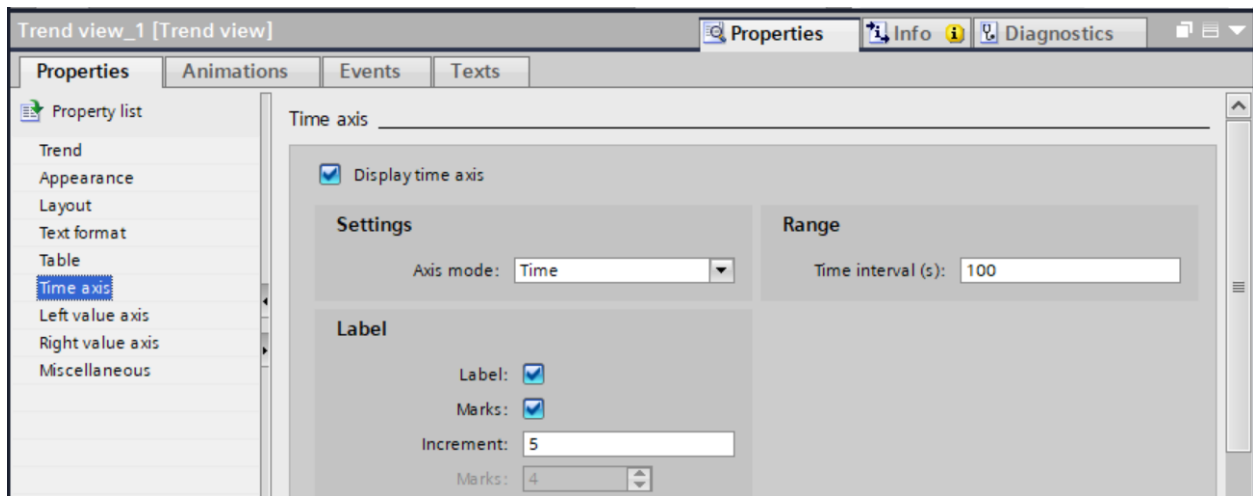 Trend view_1 [Trend view] Properties Info Diagnostics
Properties Animations Events Texts
Property list
Trend
Appearance
Layout
Text format
Table
Time axis
Left value axis
Right value axis
Miscellaneous
Time axis
Display time axis
Settings
Axis mode: Time
Range
Time interval (s): 100
Label
Label:
Marks:
Increment: 5
Marks: 4